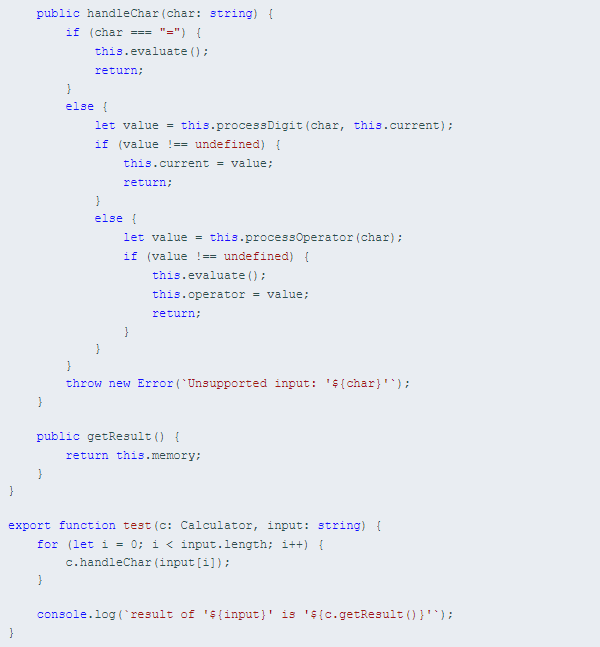 public handleChar(char: string) {
        if (char === "=") {
            this.evaluate();
            return;
        }
        else {
            let value = this.processDigit(char, this.current);
            if (value !== undefined) {
                this.current = value;
                return;
            }
            else {
                let value = this.processOperator(char);
                if (value !== undefined) {
                    this.evaluate();
                    this.operator = value;
                    return;
                }
            }
        }
        throw new Error(`Unsupported input: '${char}'`);
    }

    public getResult() {
        return this.memory;
    }
}

export function test(c: Calculator, input: string) {
    for (let i = 0; i < input.length; i++) {
        c.handleChar(input[i]);
    }

    console.log(`result of '${input}' is '${c.getResult()}'`);
}